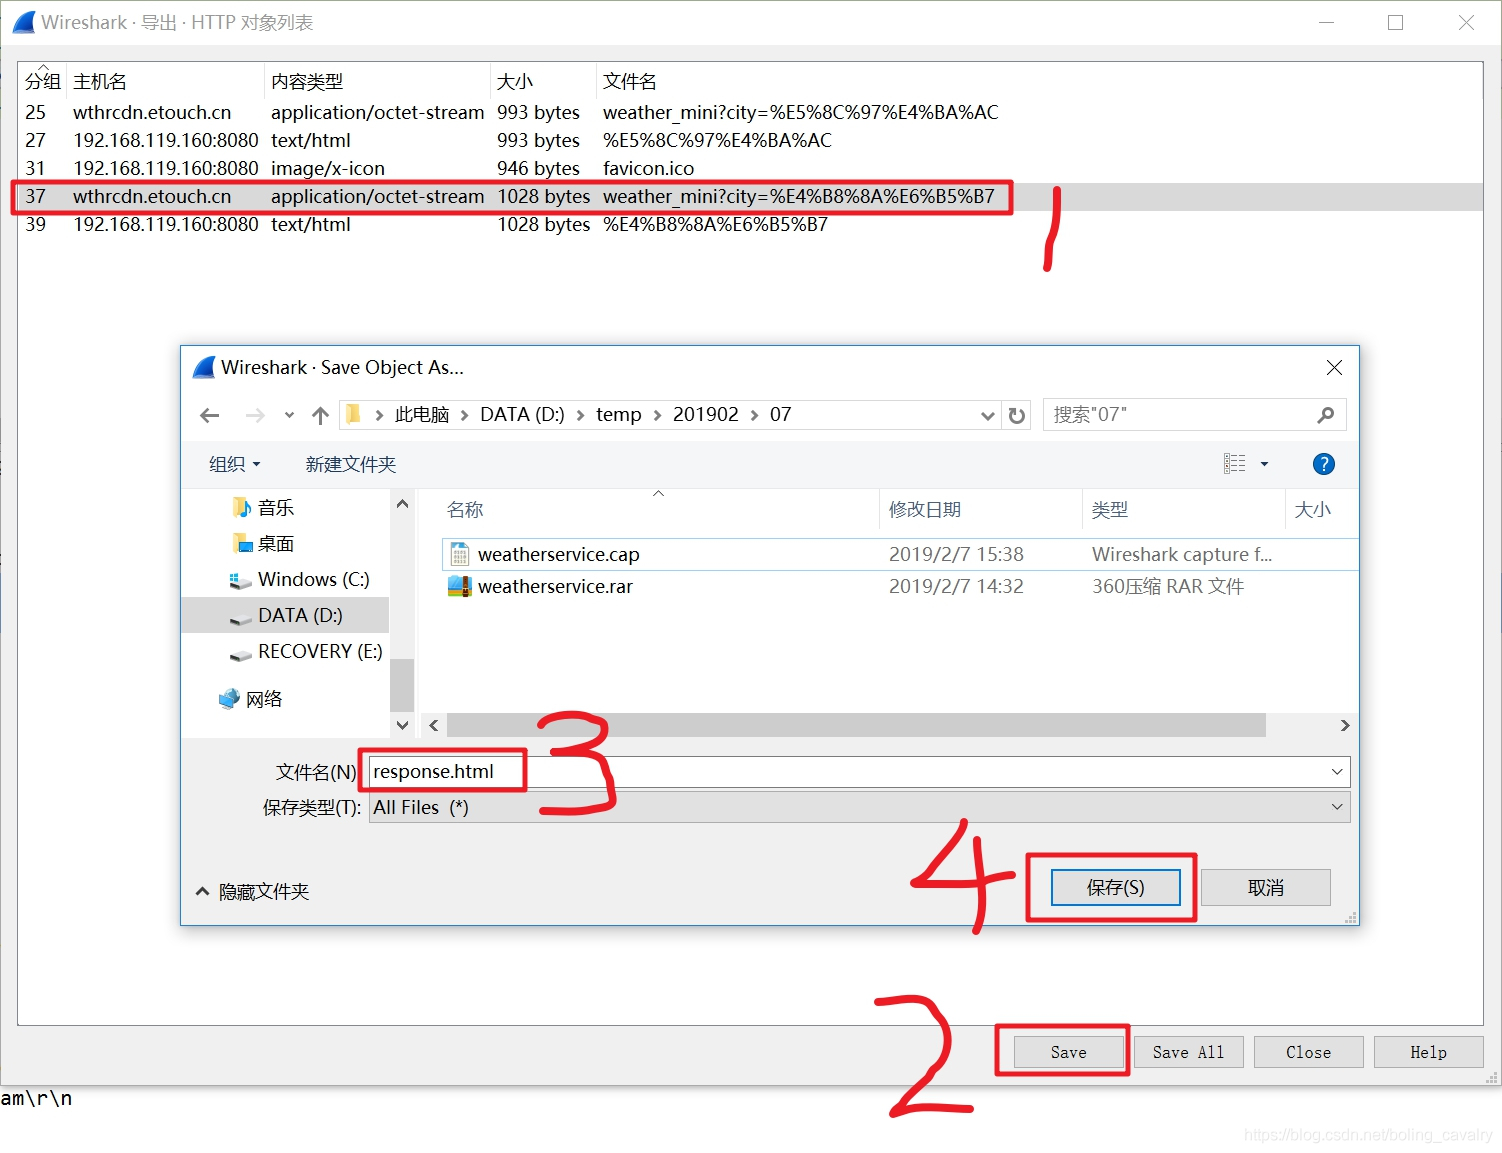 Wireshark · 导出 · HTTP 对象列表
分组 主机名 内容类型 大小 文件名
25 wthrcdn.etouch.cn application/octet-stream 993 bytes weather_mini?city=%E5%8C%97%E4%BA%AC
27 192.168.119.160:8080 text/html 993 bytes %E5%8C%97%E4%BA%AC
31 192.168.119.160:8080 image/x-icon 946 bytes favicon.ico
37 wthrcdn.etouch.cn application/octet-stream 1028 bytes weather_mini?city=%E4%B8%8A%E6%B5%B7
39 192.168.119.160:8080 text/html 1028 bytes %E4%B8%8A%E6%B5%B7
1
Wireshark · Save Object As...
此电脑 DATA (D:) temp 201902 07 搜索"07"
组织 新建文件夹
名称 修改日期 类型 大小
音乐
桌面
Windows (C:)
DATA (D:)
RECOVERY (E:)
网络
weatherservice.cap 2019/2/7 15:38 Wireshark capture f...
weatherservice.rar 2019/2/7 14:32 360压缩 RAR 文件
文件名(N) response.html 3
保存类型(T): All Files (*)
隐藏文件夹 4 保存(S) 取消
2
Save Save All Close Help
am\r\n
https://blog.csdn.net/boling_cavalry